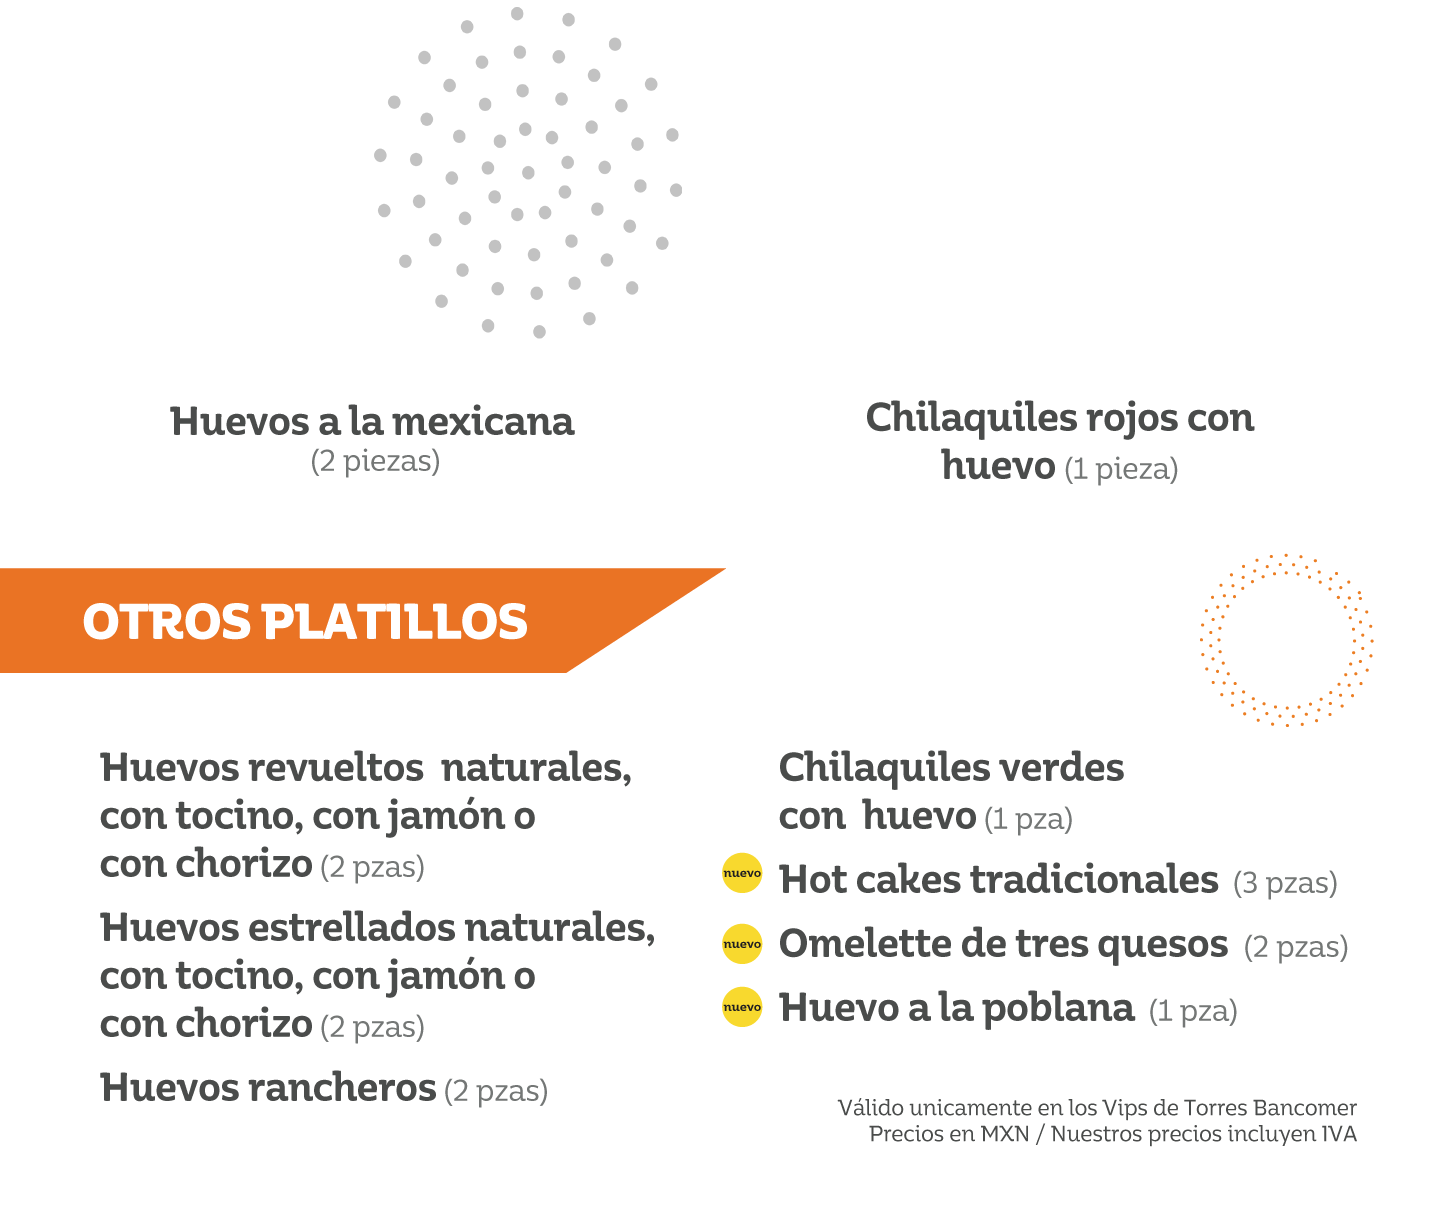 Huevos a la mexicana
(2 piezas)
Chilaquiles rojos con
huevo (1 pieza)
OTROS PLATILLOS
Huevos revueltos naturales,
con tocino, con jamón o
con chorizo (2 pzas)
Huevos estrellados naturales,
con tocino, con jamón o
con chorizo (2 pzas)
Huevos rancheros (2 pzas)
Chilaquiles verdes
con huevo (1 pza)
nuevo Hot cakes tradicionales (3 pzas)
nuevo Omelette de tres quesos (2 pzas)
nuevo Huevo a la poblana (1 pza)
Válido unicamente en los Vips de Torres Bancomer
Precios en MXN / Nuestros precios incluyen IVA